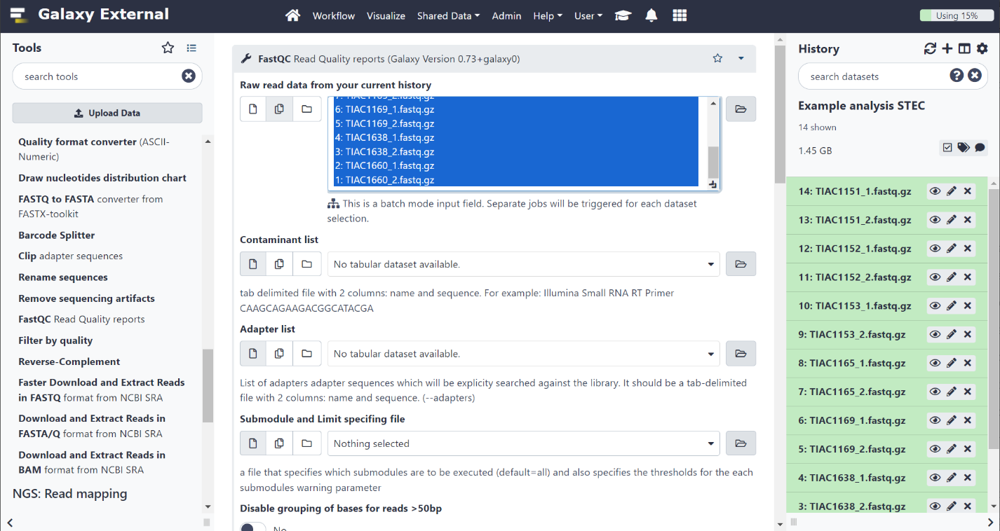 Galaxy External
Workflow Visualize Shared Data Admin Help User
Using 15%
Tools
search tools
Upload Data
Quality format converter (ASCII-
Numeric)
Draw nucleotides distribution chart
FASTQ to FASTA converter from
FASTX-toolkit
Barcode Splitter
Clip adapter sequences
Rename sequences
Remove sequencing artifacts
FastQC Read Quality reports
Filter by quality
Reverse-Complement
Faster Download and Extract Reads
in FASTQ format from NCBI SRA
Download and Extract Reads in
FASTA/Q format from NCBI SRA
Download and Extract Reads in
BAM format from NCBI SRA
NGS: Read mapping
FastQC Read Quality reports (Galaxy Version 0.73+galaxy0)
Raw read data from your current history
7: TIAC1165_2.fastq.gz
6: TIAC1169_1.fastq.gz
5: TIAC1169_2.fastq.gz
4: TIAC1638_1.fastq.gz
3: TIAC1638_2.fastq.gz
2: TIAC1660_1.fastq.gz
1: TIAC1660_2.fastq.gz
This is a batch mode input field. Separate jobs will be triggered for each dataset
selection.
Contaminant list
No tabular dataset available.
tab delimited file with 2 columns: name and sequence. For example: Illumina Small RNA RT Primer
CAAGCAGAAGACGGCATACGA
Adapter list
No tabular dataset available.
List of adapters adapter sequences which will be explicity searched against the library. It should be a tab-delimited
file with 2 columns: name and sequence. (--adapters)
Submodule and Limit specifing file
Nothing selected
a file that specifies which submodules are to be executed (default=all) and also specifies the thresholds for the each
submodules warning parameter
Disable grouping of bases for reads >50bp
No
History
search datasets
Example analysis STEC
14 shown
1.45 GB
14: TIAC1151_1.fastq.gz
13: TIAC1151_2.fastq.gz
12: TIAC1152_1.fastq.gz
11: TIAC1152_2.fastq.gz
10: TIAC1153_1.fastq.gz
9: TIAC1153_2.fastq.gz
8: TIAC1165_1.fastq.gz
7: TIAC1165_2.fastq.gz
6: TIAC1169_1.fastq.gz
5: TIAC1169_2.fastq.gz
4: TIAC1638_1.fastq.gz
3: TIAC1638_2.fastq.gz